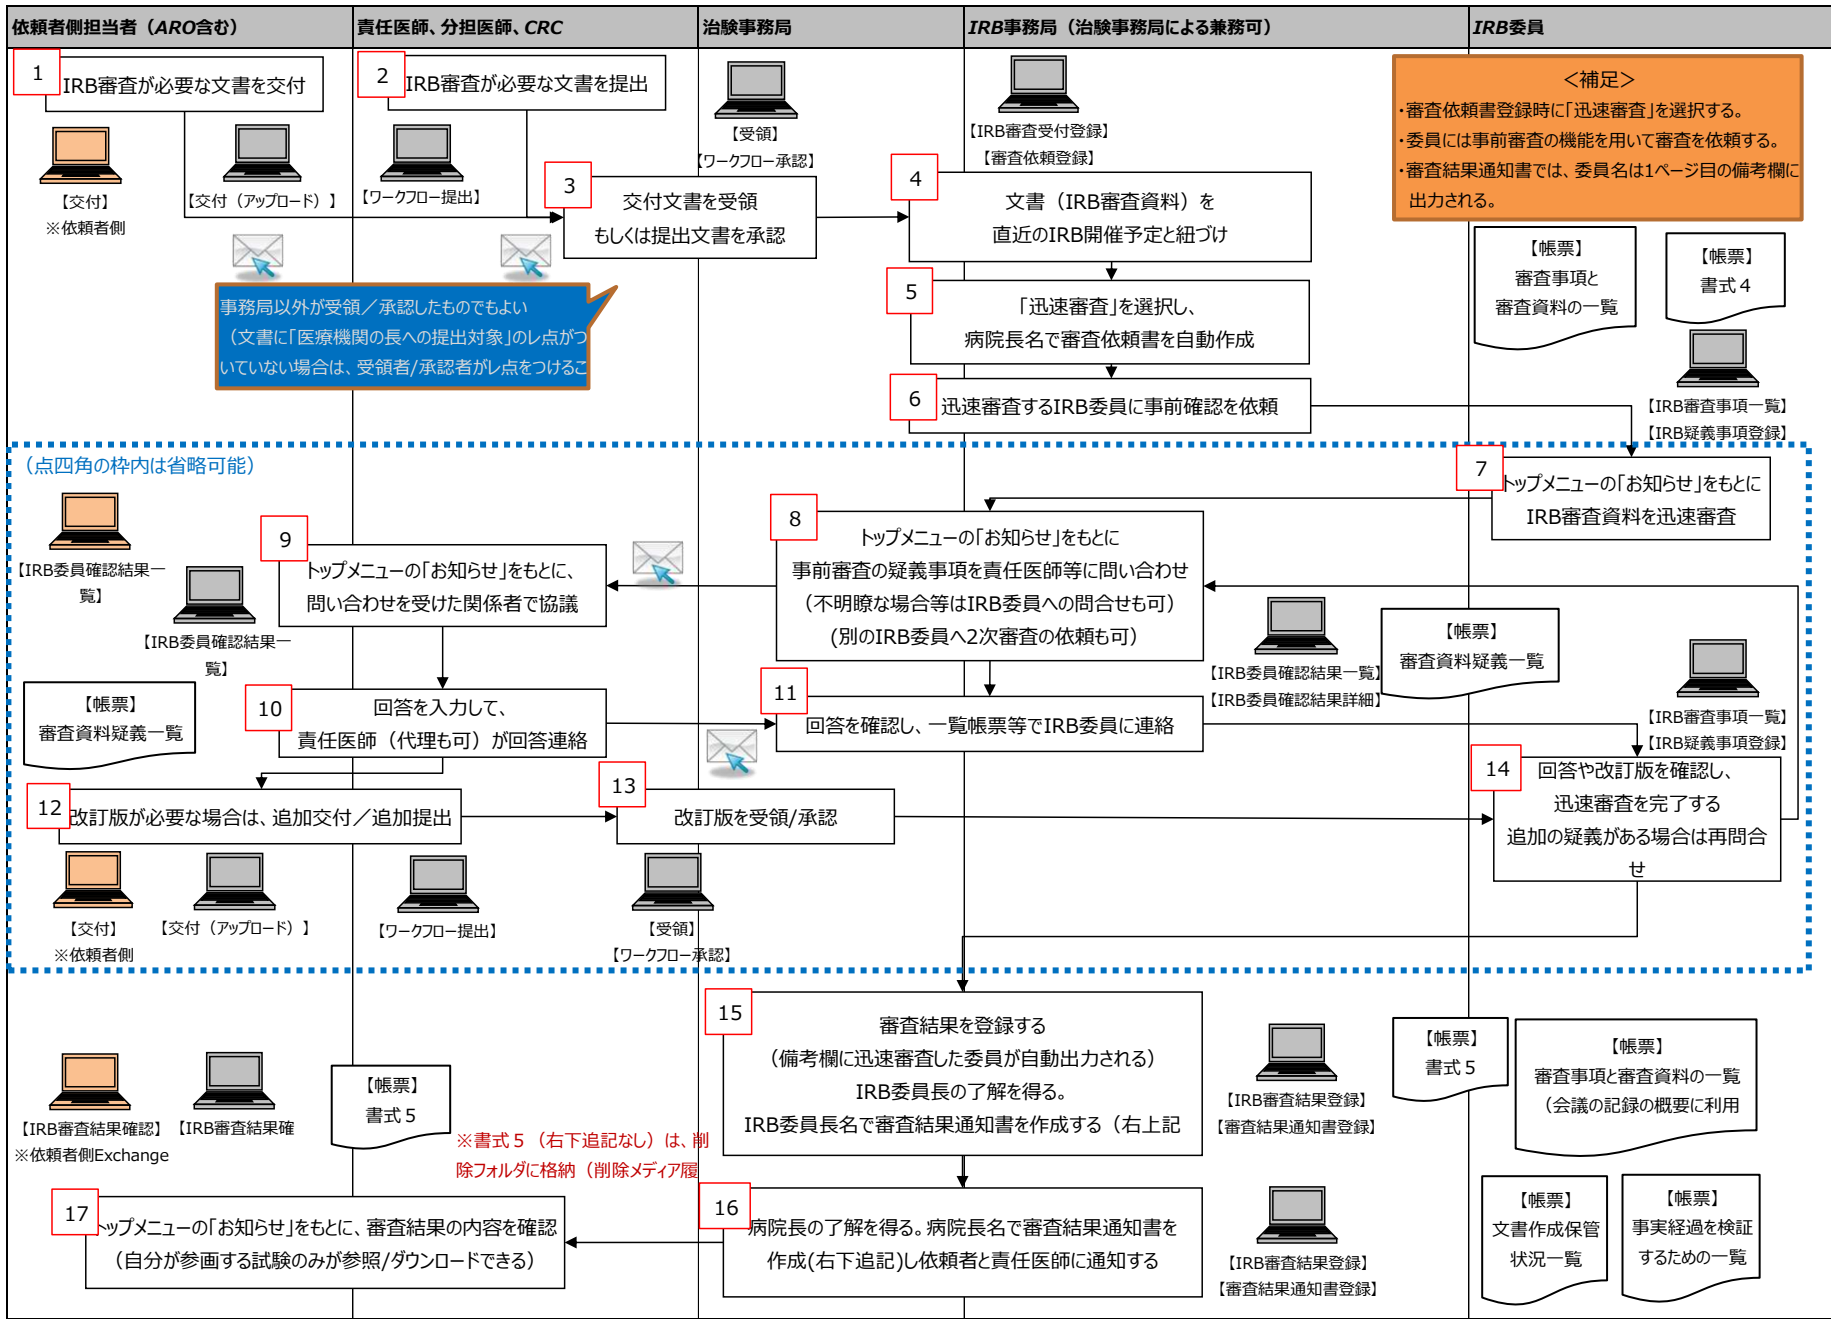 依頼者側担当者（ARO含む）
責任医師、分担医師、CRC
治験事務局
IRB事務局（治験事務局による兼務可）
IRB委員
1
IRB審査が必要な文書を交付
2
IRB審査が必要な文書を提出
【交付】
※依頼者側
【交付（アップロード）】
【ワークフロー提出】
【受領】
【ワークフロー承認】
3
交付文書を受領
もしくは提出文書を承認
【IRB審査受付登録】
【審査依頼登録】
4
文書（IRB審査資料）を
直近のIRB開催予定と紐づけ
＜補足＞
・審査依頼書登録時に「迅速審査」を選択する。
・委員には事前審査の機能を用いて審査を依頼する。
・審査結果通知書では、委員名は1ページ目の備考欄に
出力される。
事務局以外が受領／承認したものでもよい
（文書に「医療機関の長への提出対象」のレ点がつ
いていない場合は、受領者/承認者がレ点をつけるこ
5
「迅速審査」を選択し、
病院長名で審査依頼書を自動作成
【帳票】
審査事項と
審査資料の一覧
【帳票】
書式４
6
迅速審査するIRB委員に事前確認を依頼
【IRB審査事項一覧】
【IRB疑義事項登録】
（点四角の枠内は省略可能）
7
トップメニューの「お知らせ」をもとに
IRB審査資料を迅速審査
8
トップメニューの「お知らせ」をもとに
事前審査の疑義事項を責任医師等に問い合わせ
（不明瞭な場合等はIRB委員への問合せも可）
(別のIRB委員へ2次審査の依頼も可）
9
トップメニューの「お知らせ」をもとに、
問い合わせを受けた関係者で協議
【IRB委員確認結果一
覧】
【IRB委員確認結果一
覧】
【IRB委員確認結果一覧】
【IRB委員確認結果詳細】
【帳票】
審査資料疑義一覧
【IRB審査事項一覧】
【IRB疑義事項登録】
【帳票】
審査資料疑義一覧
10
回答を入力して、
責任医師（代理も可）が回答連絡
11
回答を確認し、一覧帳票等でIRB委員に連絡
12
改訂版が必要な場合は、追加交付／追加提出
13
改訂版を受領/承認
14
回答や改訂版を確認し、
迅速審査を完了する
追加の疑義がある場合は再問合
せ
【交付】
※依頼者側
【交付（アップロード）】
【ワークフロー提出】
【受領】
【ワークフロー承認】
15
審査結果を登録する
（備考欄に迅速審査した委員が自動出力される）
IRB委員長の了解を得る。
IRB委員長名で審査結果通知書を作成する（右上記
【IRB審査結果登録】
【審査結果通知書登録】
【帳票】
書式５
【帳票】
審査事項と審査資料の一覧
（会議の記録の概要に利用
【IRB審査結果確認】
※依頼者側Exchange
【IRB審査結果確
【帳票】
書式５
※書式５（右下追記なし）は、削
除フォルダに格納（削除メディア履
16
病院長の了解を得る。病院長名で審査結果通知書を
作成(右下追記)し依頼者と責任医師に通知する
【IRB審査結果登録】
【審査結果通知書登録】
【帳票】
文書作成保管
状況一覧
【帳票】
事実経過を検証
するための一覧
17
トップメニューの「お知らせ」をもとに、審査結果の内容を確認
（自分が参画する試験のみが参照/ダウンロードできる）